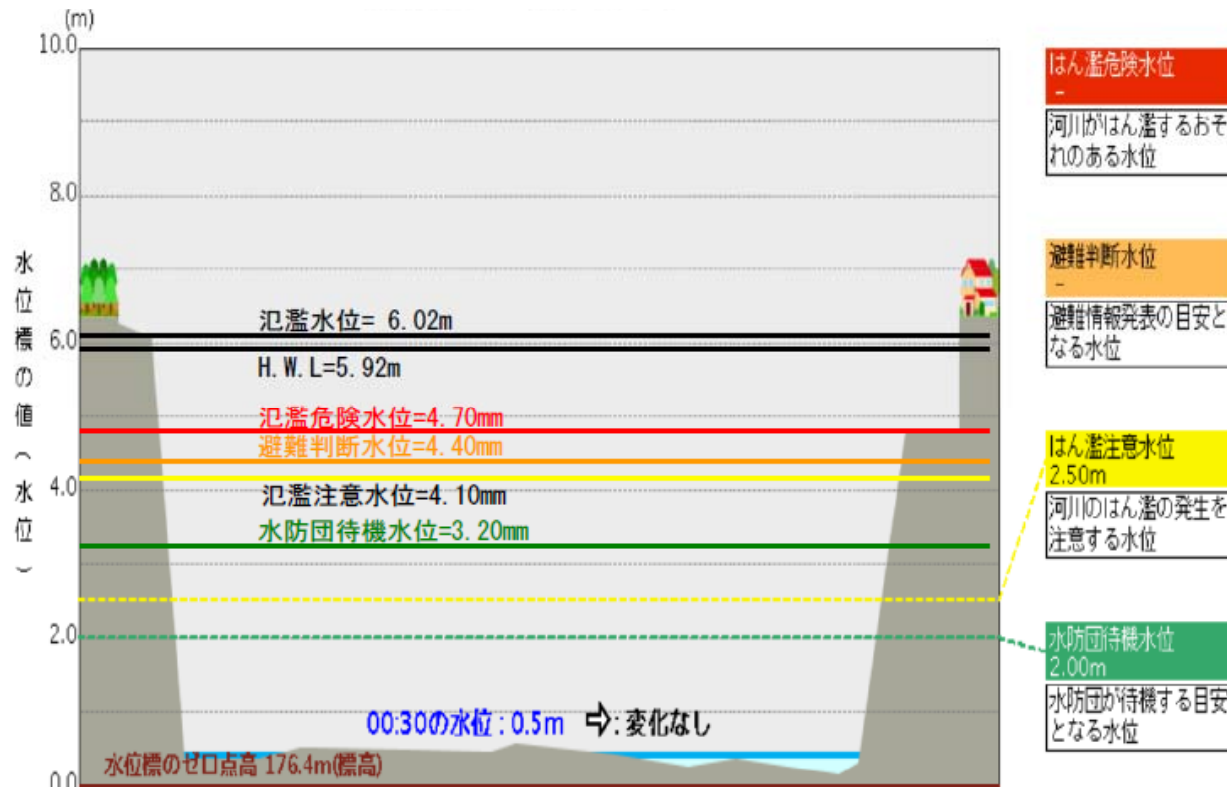 (m)
10.0
8.0
6.0
4.0
2.0
0.0
水位標の値(水位)
氾濫水位= 6.02m
H.W.L=5.92m
氾濫危険水位=4.70mm
避難判断水位=4.40mm
氾濫注意水位=4.10mm
水防団待機水位=3.20mm
00:30の水位 : 0.5m ⇨: 変化なし
水位標のゼロ点高 176.4m(標高)
はん濫危険水位
-
河川がはん濫するおそ
れのある水位
避難判断水位
-
避難情報発表の目安と
なる水位
はん濫注意水位
2.50m
河川のはん濫の発生を
注意する水位
水防団待機水位
2.00m
水防団が待機する目安
となる水位